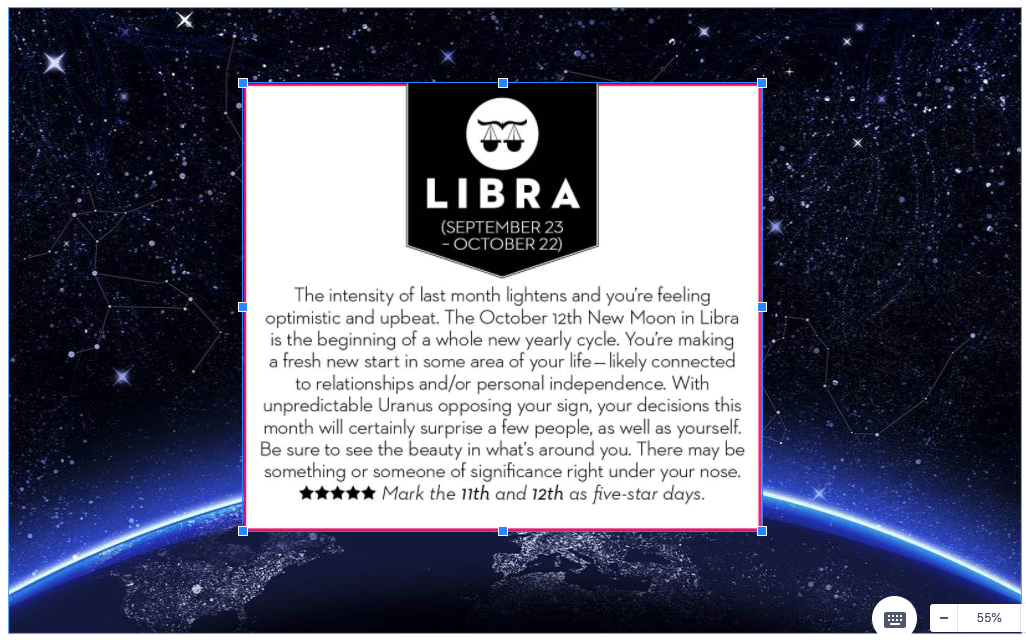 LIBRA
(SEPTEMBER 23
– OCTOBER 22)
The intensity of last month lightens and you're feeling
optimistic and upbeat. The October 12th New Moon in Libra
is the beginning of a whole new yearly cycle. You're making
a fresh new start in some area of your life—likely connected
to relationships and/or personal independence. With
unpredictable Uranus opposing your sign, your decisions this
month will certainly surprise a few people, as well as yourself.
Be sure to see the beauty in what's around you. There may be
something or someone of significance right under your nose.
★★★★★ Mark the 11th and 12th as five-star days.
− 55%